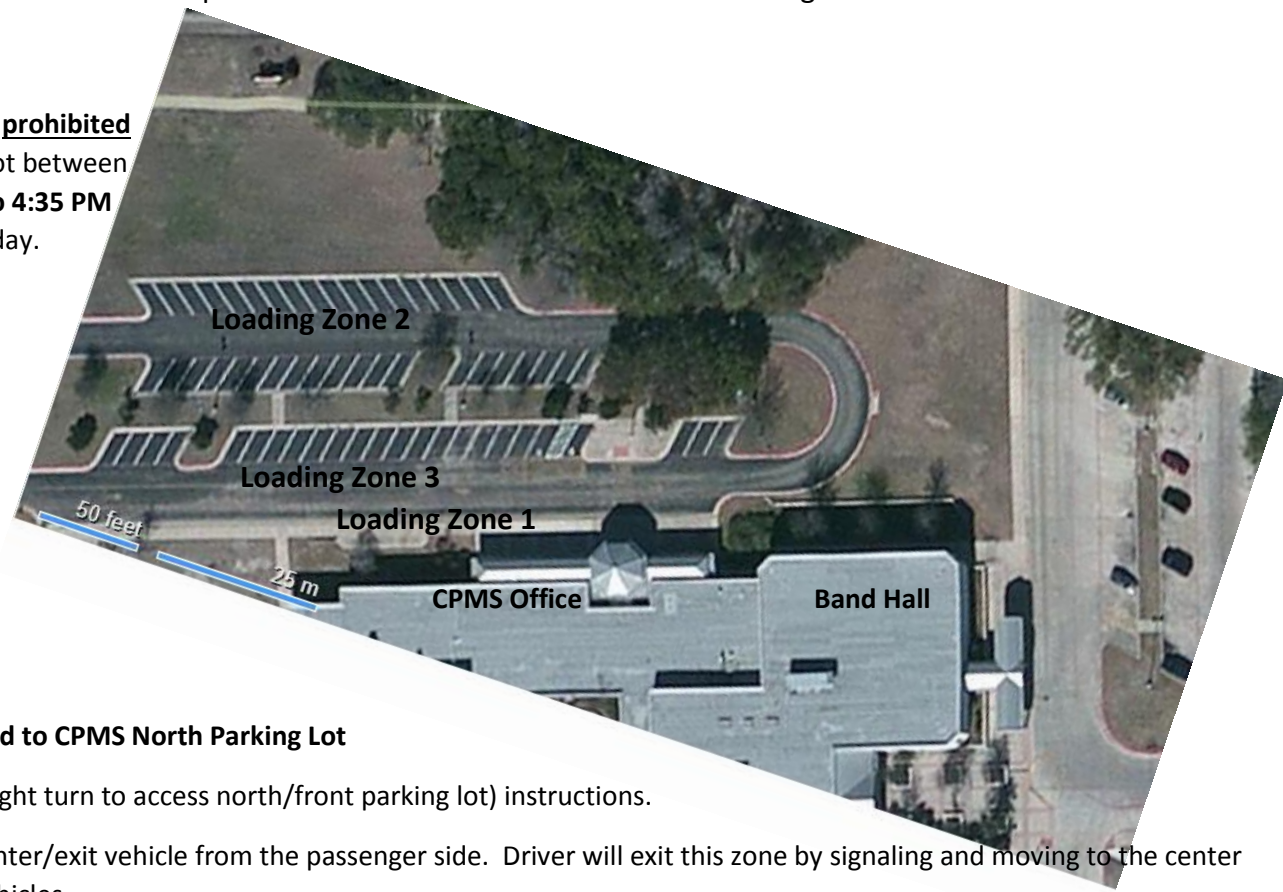 prohibited
ot between
o 4:35 PM
day.
Loading Zone 2
Loading Zone 3
Loading Zone 1
50 feet
25 m
CPMS Office
Band Hall
d to CPMS North Parking Lot
ght turn to access north/front parking lot) instructions.
nter/exit vehicle from the passenger side. Driver will exit this zone by signaling and moving to the center